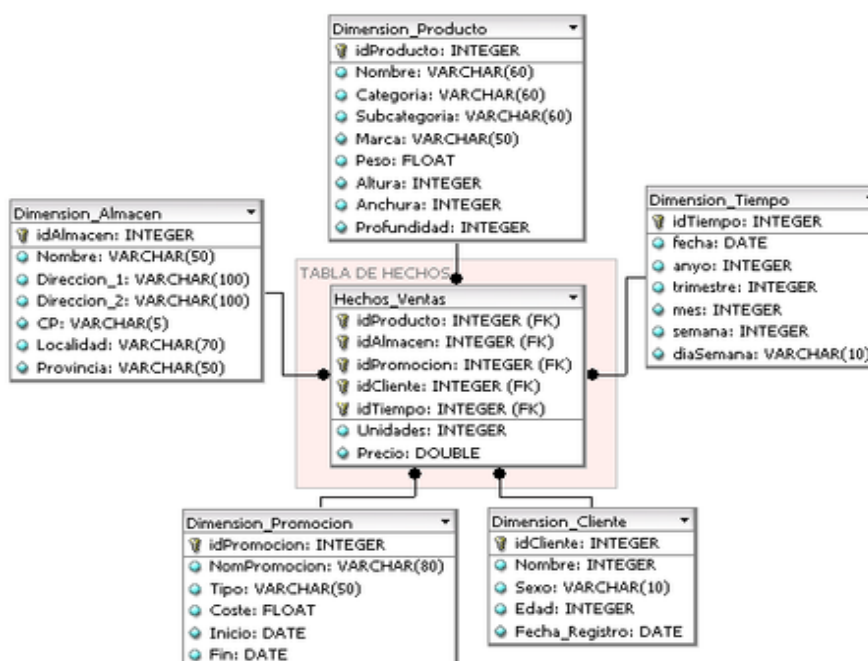 Dimension_Producto
idProducto: INTEGER
Nombre: VARCHAR(60)
Categoria: VARCHAR(60)
Subcategoria: VARCHAR(60)
Marca: VARCHAR(50)
Peso: FLOAT
Altura: INTEGER
Anchura: INTEGER
Profundidad: INTEGER
Dimension_Almacen
idAlmacen: INTEGER
Nombre: VARCHAR(50)
Direccion_1: VARCHAR(100)
Direccion_2: VARCHAR(100)
CP: VARCHAR(5)
Localidad: VARCHAR(70)
Provincia: VARCHAR(50)
Dimension_Tiempo
idTiempo: INTEGER
fecha: DATE
anyo: INTEGER
trimestre: INTEGER
mes: INTEGER
semana: INTEGER
diaSemana: VARCHAR(10)
TABLA DE HECHOS
Hechos_Ventas
idProducto: INTEGER (FK)
idAlmacen: INTEGER (FK)
idPromocion: INTEGER (FK)
idCliente: INTEGER (FK)
idTiempo: INTEGER (FK)
Unidades: INTEGER
Precio: DOUBLE
Dimension_Promocion
idPromocion: INTEGER
NomPromocion: VARCHAR(80)
Tipo: VARCHAR(50)
Coste: FLOAT
Inicio: DATE
Fin: DATE
Dimension_Cliente
idCliente: INTEGER
Nombre: INTEGER
Sexo: VARCHAR(10)
Edad: INTEGER
Fecha_Registro: DATE